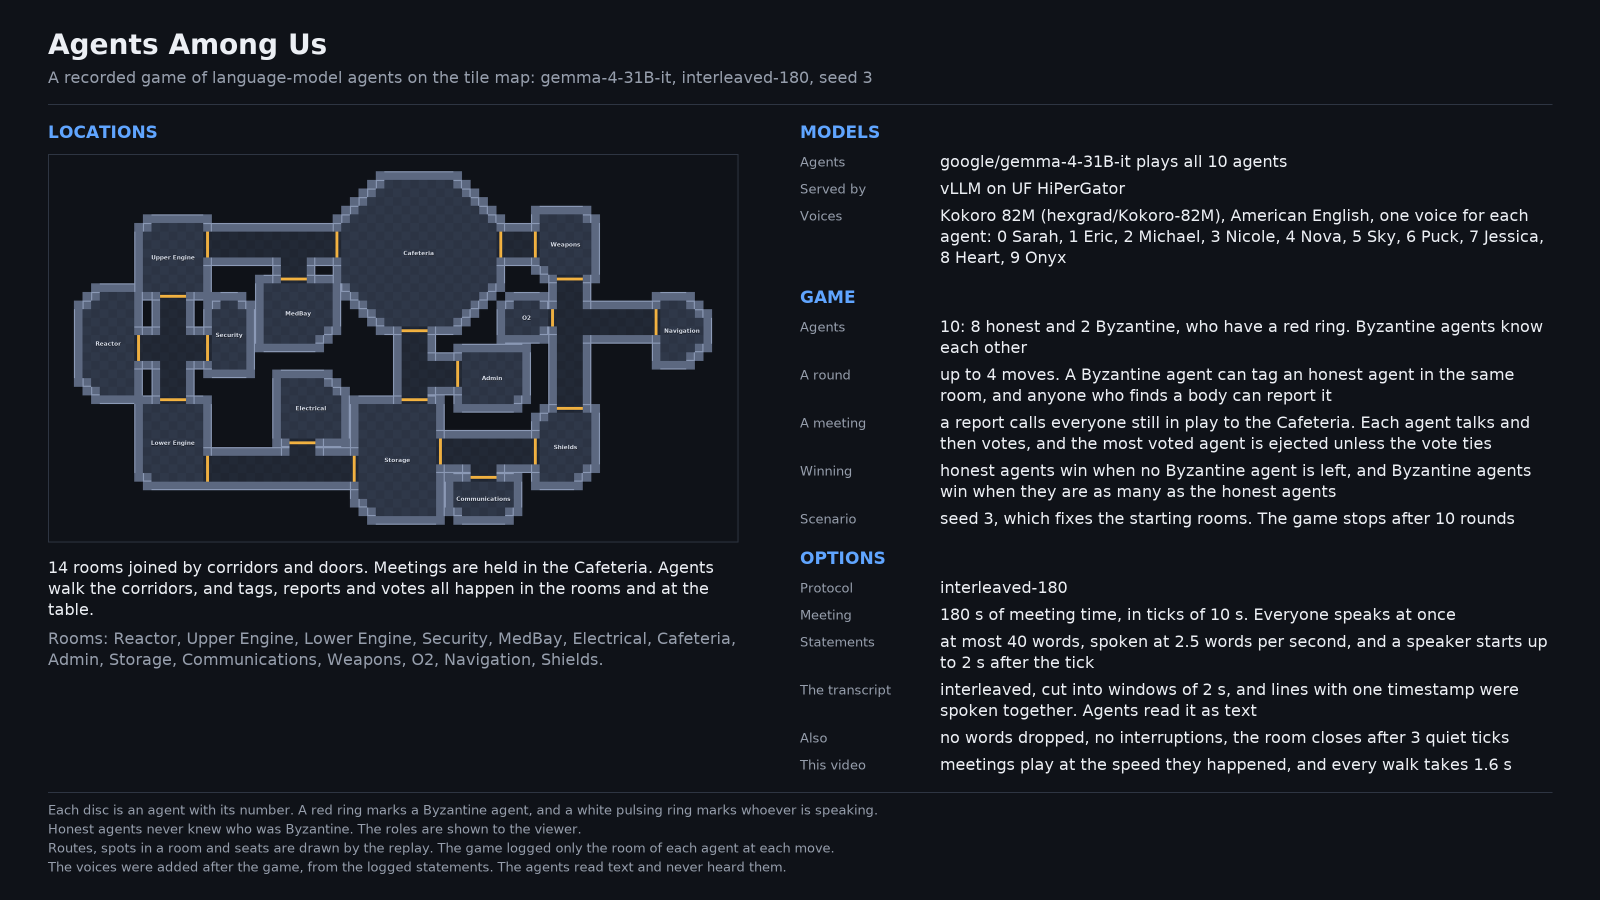 Agents Among Us
A recorded game of language-model agents on the tile map: gemma-4-31B-it, interleaved-180, seed 3
LOCATIONS
Cafeteria
Weapons
Upper Engine
MedBay
O2
Security
Navigation
Reactor
Admin
Electrical
Lower Engine
Shields
Storage
Communications
14 rooms joined by corridors and doors. Meetings are held in the Cafeteria. Agents
walk the corridors, and tags, reports and votes all happen in the rooms and at the
table.
Rooms: Reactor, Upper Engine, Lower Engine, Security, MedBay, Electrical, Cafeteria,
Admin, Storage, Communications, Weapons, O2, Navigation, Shields.
MODELS
Agents google/gemma-4-31B-it plays all 10 agents
Served by vLLM on UF HiPerGator
Voices Kokoro 82M (hexgrad/Kokoro-82M), American English, one voice for each
agent: 0 Sarah, 1 Eric, 2 Michael, 3 Nicole, 4 Nova, 5 Sky, 6 Puck, 7 Jessica,
8 Heart, 9 Onyx
GAME
Agents 10: 8 honest and 2 Byzantine, who have a red ring. Byzantine agents know
each other
A round up to 4 moves. A Byzantine agent can tag an honest agent in the same
room, and anyone who finds a body can report it
A meeting a report calls everyone still in play to the Cafeteria. Each agent talks and
then votes, and the most voted agent is ejected unless the vote ties
Winning honest agents win when no Byzantine agent is left, and Byzantine agents
win when they are as many as the honest agents
Scenario seed 3, which fixes the starting rooms. The game stops after 10 rounds
OPTIONS
Protocol interleaved-180
Meeting 180 s of meeting time, in ticks of 10 s. Everyone speaks at once
Statements at most 40 words, spoken at 2.5 words per second, and a speaker starts up
to 2 s after the tick
The transcript interleaved, cut into windows of 2 s, and lines with one timestamp were
spoken together. Agents read it as text
Also no words dropped, no interruptions, the room closes after 3 quiet ticks
This video meetings play at the speed they happened, and every walk takes 1.6 s
Each disc is an agent with its number. A red ring marks a Byzantine agent, and a white pulsing ring marks whoever is speaking.
Honest agents never knew who was Byzantine. The roles are shown to the viewer.
Routes, spots in a room and seats are drawn by the replay. The game logged only the room of each agent at each move.
The voices were added after the game, from the logged statements. The agents read text and never heard them.